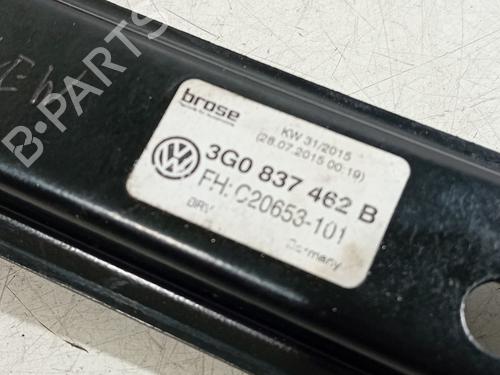 brose
KW 31/2015
(28.07.2015 00:19)
3G0 837 462 B
FH: C20653-101
DRV
Germany
B-PARTS